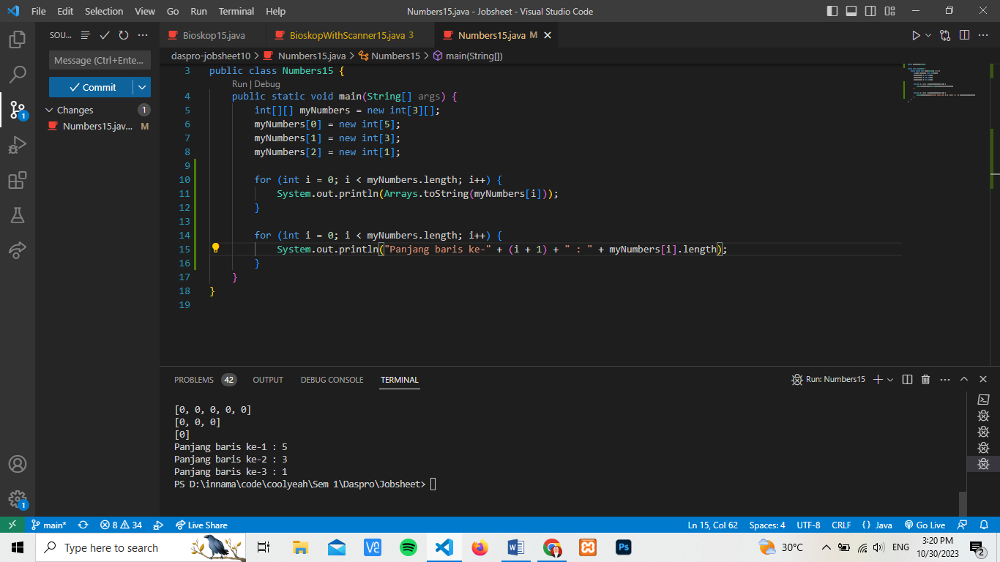 File Edit Selection View Go Run Terminal Help
Numbers15.java - Jobsheet - Visual Studio Code
SOU...
Message (Ctrl+Ente...
Commit
Changes 1
Numbers15.jav... M
1
1
Bioskop15.java
BioskopWithScanner15.java 3
Numbers15.java M
daspro-jobsheet10 > Numbers15.java > Numbers15 > main(String[])
3 public class Numbers15 {
Run | Debug
4 public static void main(String[] args) {
5 int[][] myNumbers = new int[3][];
6 myNumbers[0] = new int[5];
7 myNumbers[1] = new int[3];
8 myNumbers[2] = new int[1];
9
10 for (int i = 0; i < myNumbers.length; i++) {
11 System.out.println(Arrays.toString(myNumbers[i]));
12 }
13
14 for (int i = 0; i < myNumbers.length; i++) {
15 System.out.println("Panjang baris ke-" + (i + 1) + " : " + myNumbers[i].length);
16 }
17 }
18 }
19
PROBLEMS 42 OUTPUT DEBUG CONSOLE TERMINAL
Run: Numbers15
[0, 0, 0, 0, 0]
[0, 0, 0]
[0]
Panjang baris ke-1 : 5
Panjang baris ke-2 : 3
Panjang baris ke-3 : 1
PS D:\innama\code\coolyeah\Sem 1\Daspro\Jobsheet>
main* 8 34 Live Share
Ln 15, Col 62 Spaces: 4 UTF-8 CRLF {} Java Go Live
Type here to search
30°C ENG
3:20 PM
10/30/2023
2